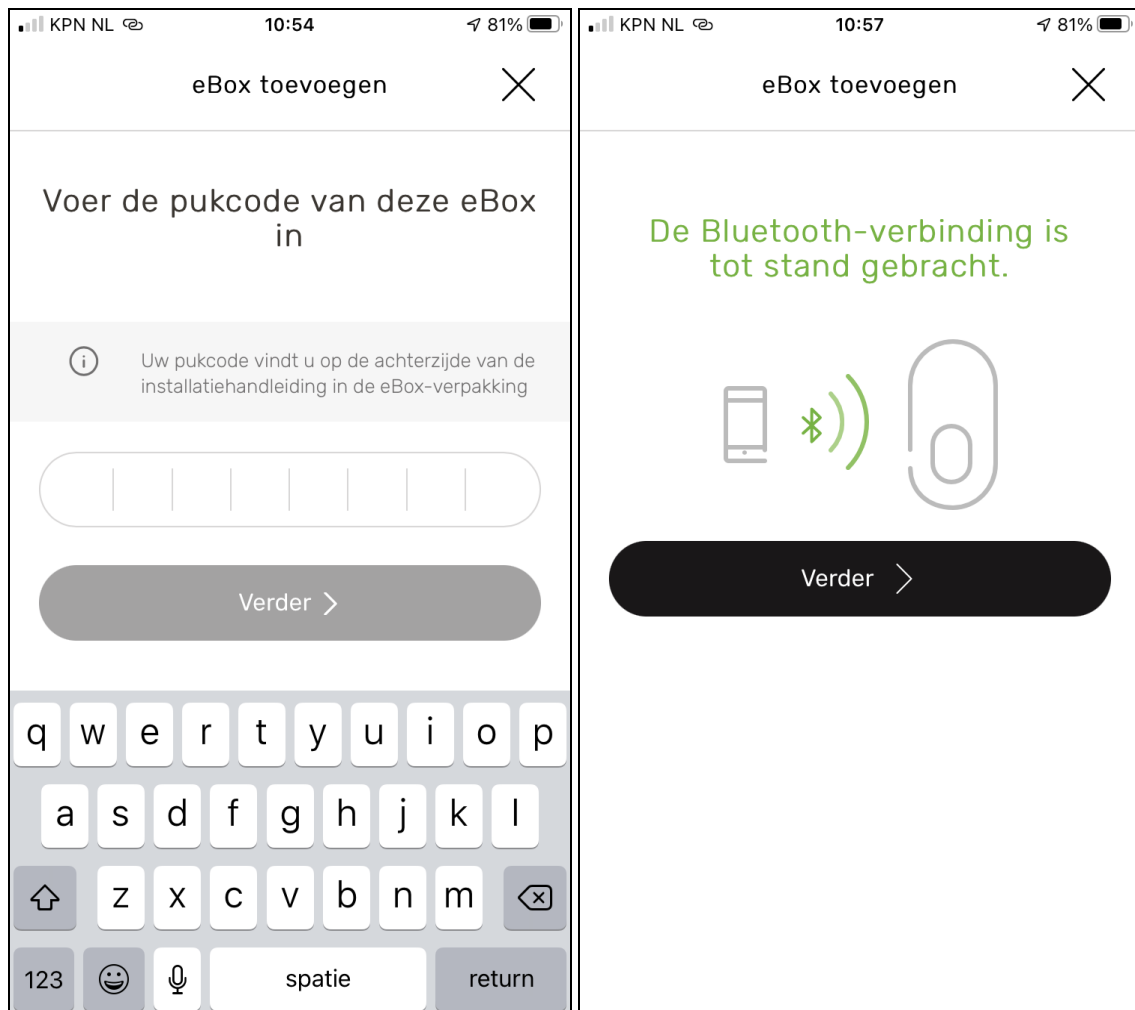 KPN NL 10:54 81%
eBox toevoegen
Voer de pukcode van deze eBox
in
Uw pukcode vindt u op de achterzijde van de
installatiehandleiding in de eBox-verpakking
Verder
q w e r t y u i o p
a s d f g h j k l
z x c v b n m
123 spatie return
KPN NL 10:57 81%
eBox toevoegen
De Bluetooth-verbinding is
tot stand gebracht.
Verder